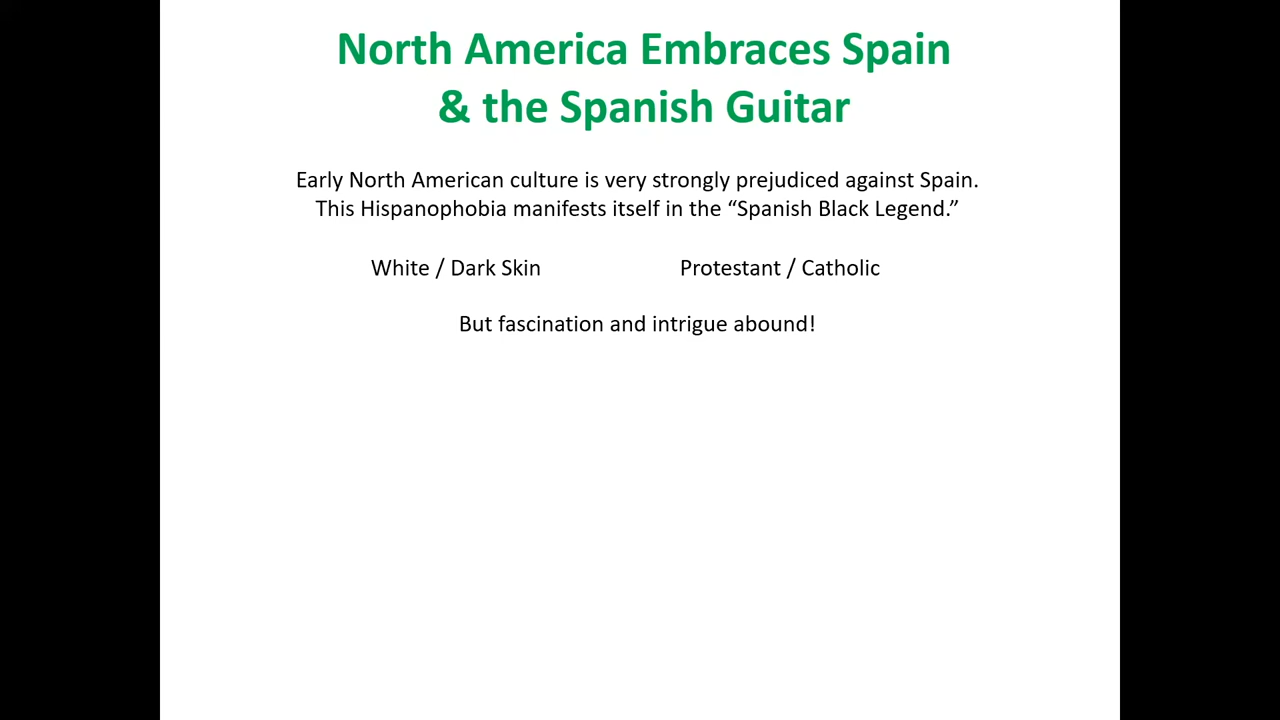 North America Embraces Spain
& the Spanish Guitar
Early North American culture is very strongly prejudiced against Spain.
This Hispanophobia manifests itself in the “Spanish Black Legend.”
White / Dark Skin
Protestant / Catholic
But fascination and intrigue abound!